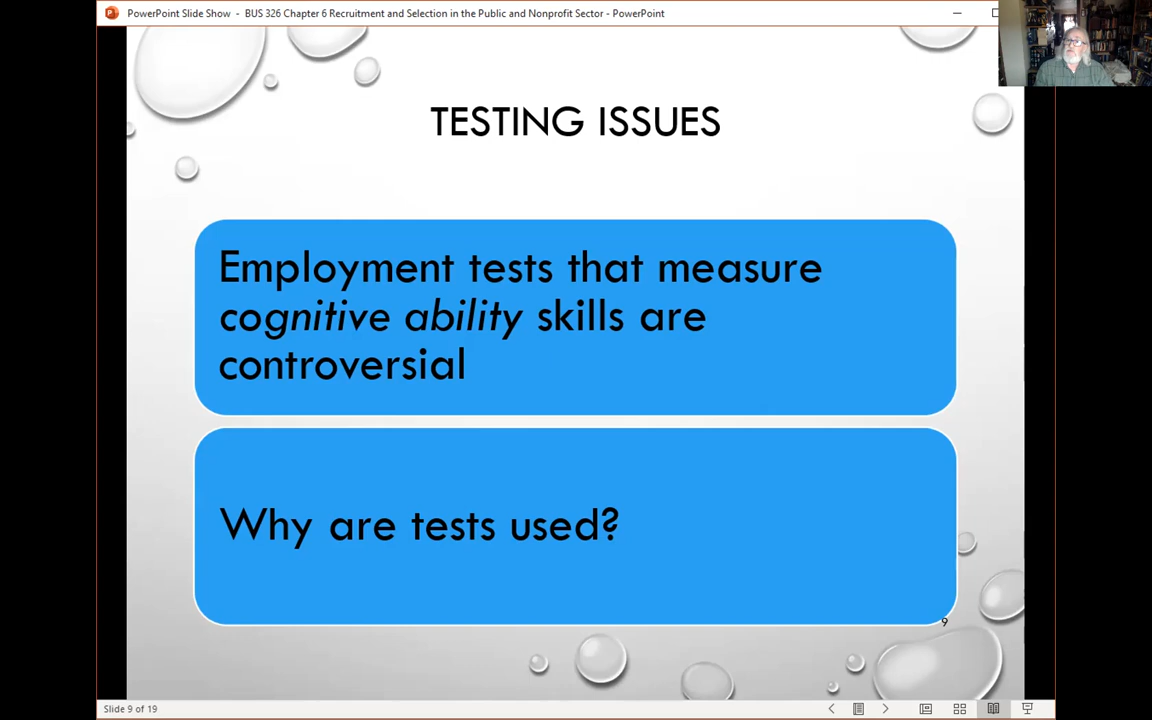 PowerPoint Slide Show - BUS 326 Chapter 6 Recruitment and Selection in the Public and Nonprofit Sector - PowerPoint
TESTING ISSUES
Employment tests that measure
cognitive ability skills are
controversial
Why are tests used?
9
Slide 9 of 19